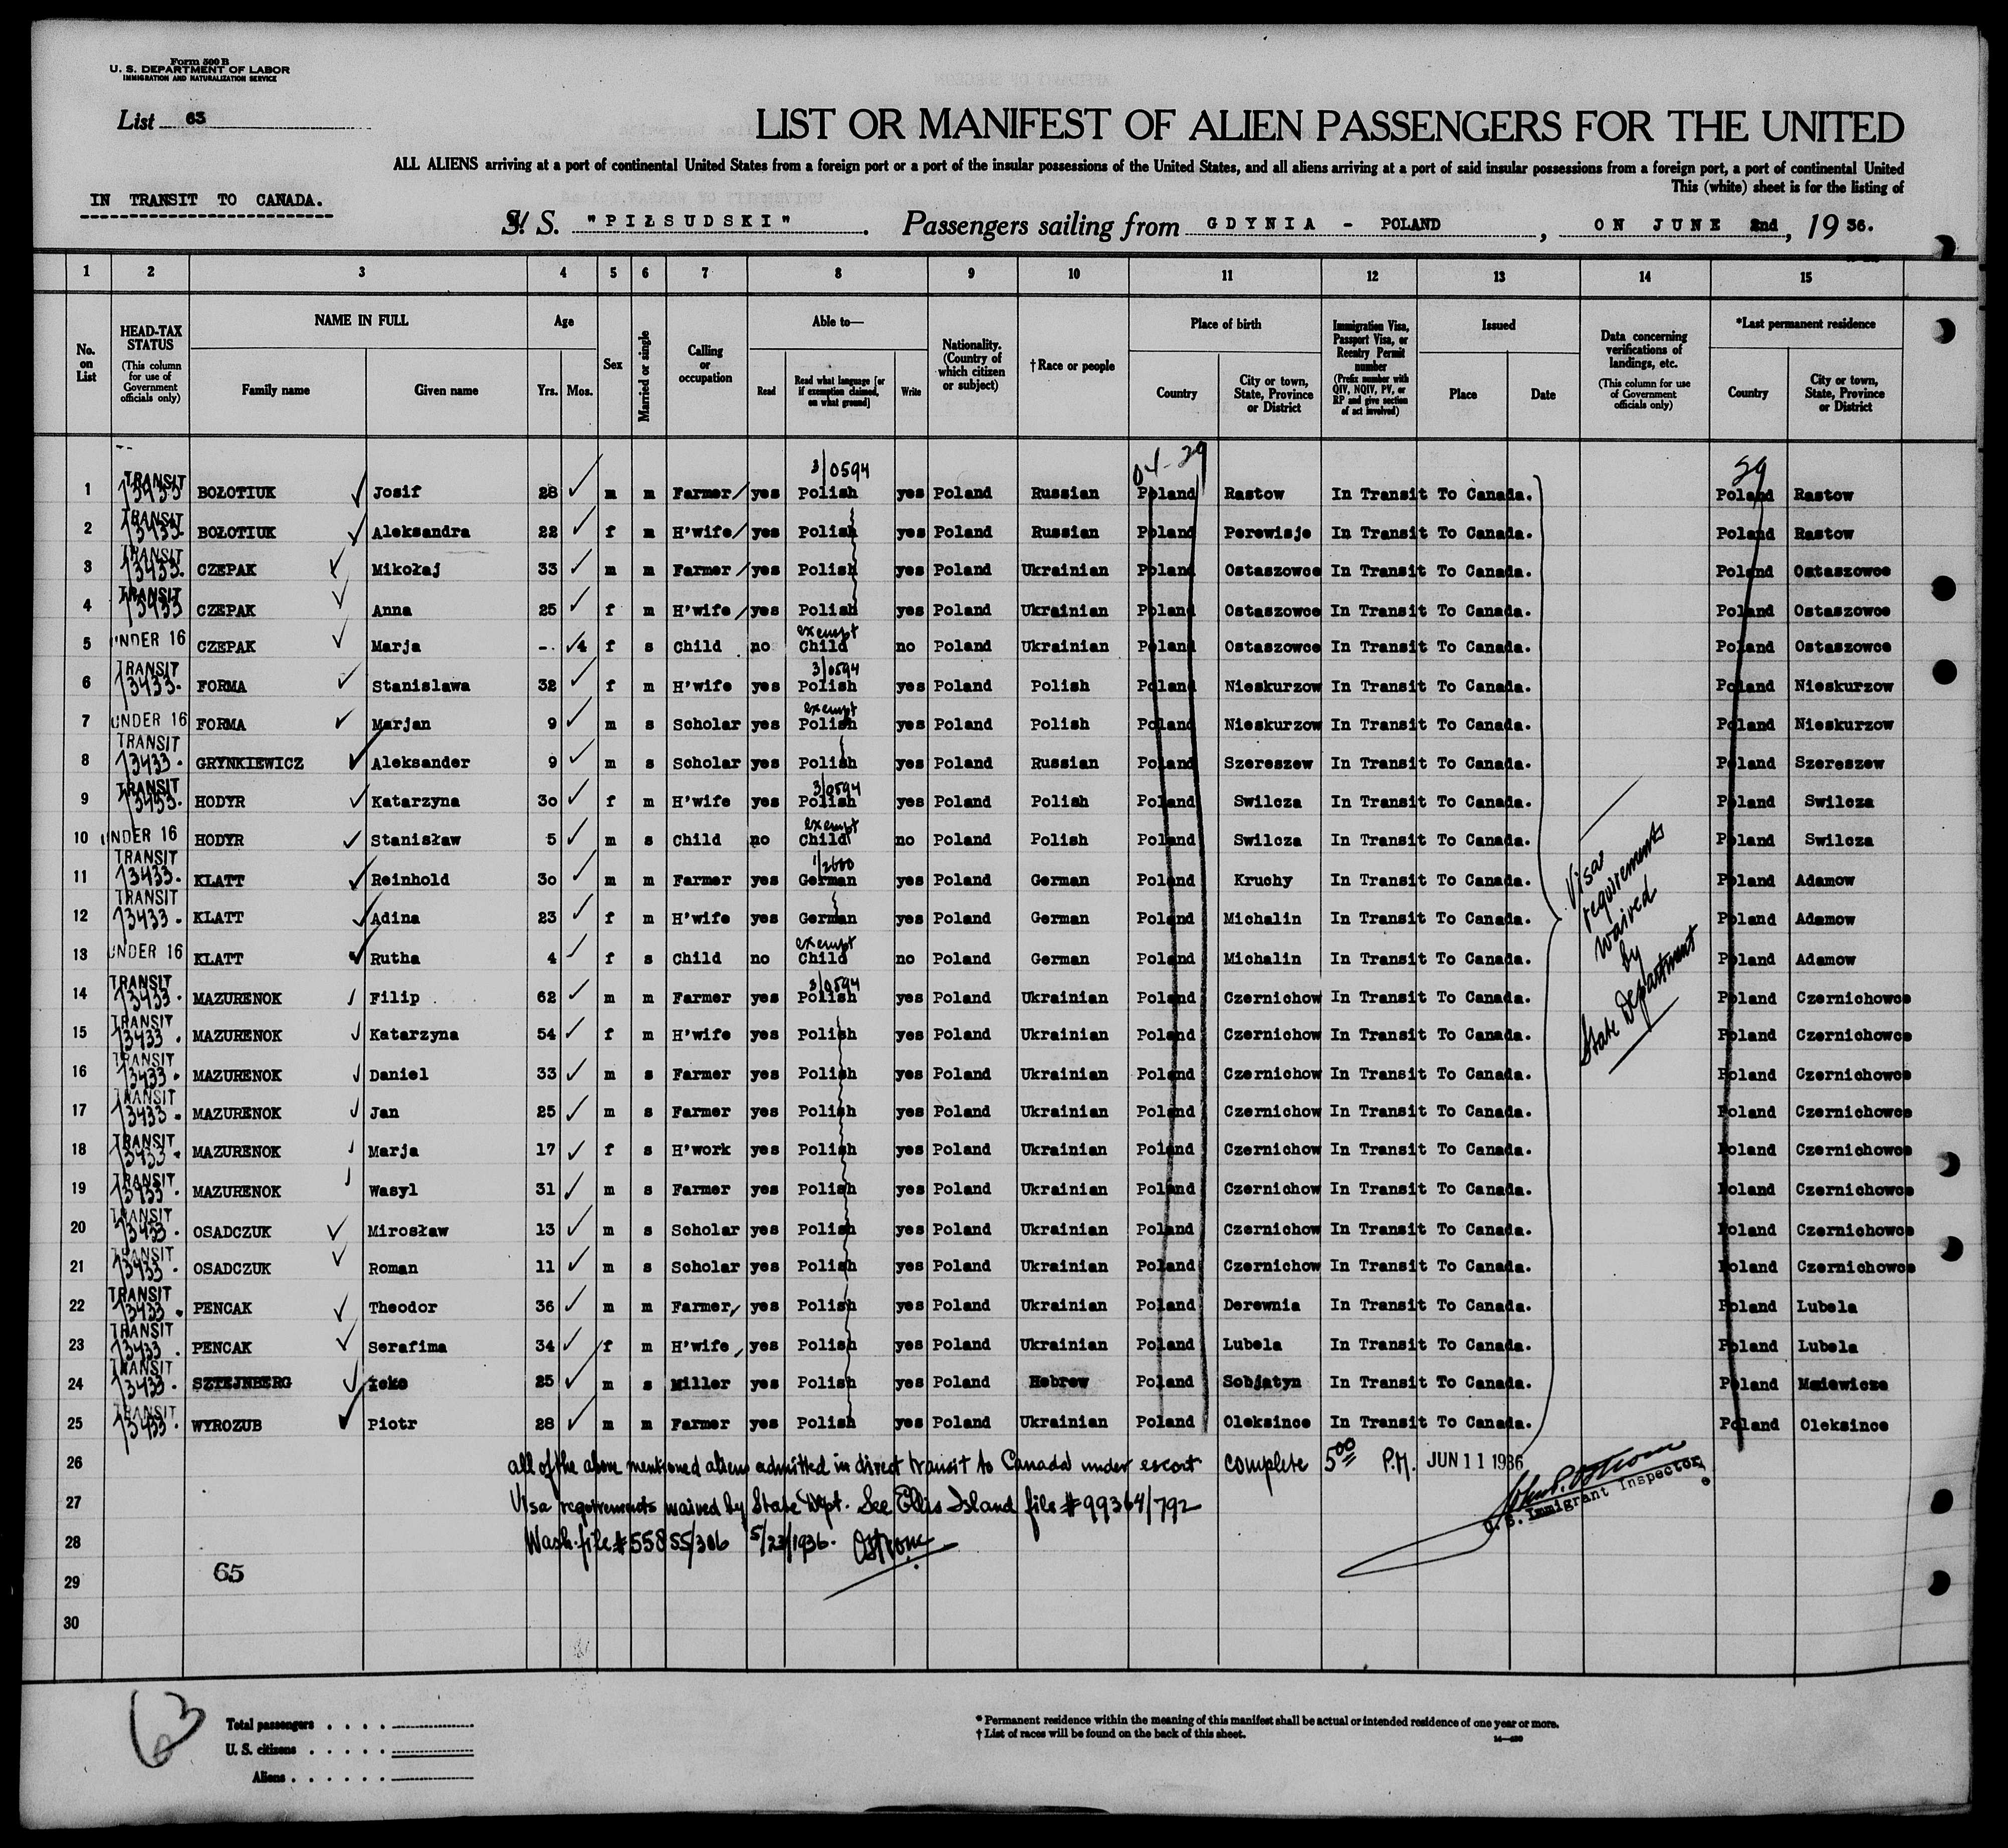 Form 500 B
U. S. DEPARTMENT OF LABOR
IMMIGRATION AND NATURALIZATION SERVICE
List 63
LIST OR MANIFEST OF ALIEN PASSENGERS FOR THE UNITED
ALL ALIENS arriving at a port of continental United States from a foreign port or a port of the insular possessions of the United States, and all aliens arriving at a port of said insular possessions from a foreign port, a port of continental United
This (white) sheet is for the listing of
IN TRANSIT TO CANADA.
S. S. "PIŁSUDSKI". Passengers sailing from GDYNIA - POLAND, ON JUNE 2nd, 1936.
1 2 3 4 5 6 7 8 9 10 11 12 13 14 15
No. on List
HEAD-TAX STATUS (This column for use of Government officials only)
NAME IN FULL Family name Given name
Age Yrs. Mos.
Sex
Married or single
Calling or occupation
Able to— Read Read what language [or if exemption claimed, on what ground] Write
Nationality. (Country of which citizen or subject)
† Race or people
Place of birth Country City or town, State, Province or District
Immigration Visa, Passport Visa, or Reentry Permit number (Prefix number with QIV, NQIV, PV, or RP and give section of act involved)
Issued Place Date
Data concerning verifications of landings, etc. (This column for use of Government officials only)
*Last permanent residence Country City or town, State, Province or District
3/0594 04-29 29
1 TRANSIT 13433 BOŁOTIUK Josif 28 m m Farmer yes Polish yes Poland Russian Poland Rastow In Transit To Canada. Poland Rastow
2 TRANSIT 13433. BOŁOTIUK Aleksandra 22 f m H'wife yes Polish yes Poland Russian Poland Perewisje In Transit To Canada. Poland Rastow
3 TRANSIT 13433. CZEPAK Mikołaj 33 m m Farmer yes Polish yes Poland Ukrainian Poland Ostaszowce In Transit To Canada. Poland Ostaszowce
4 TRANSIT 13433 CZEPAK Anna 25 f m H'wife yes Polish yes Poland Ukrainian Poland Ostaszowce In Transit To Canada. Poland Ostaszowce
5 UNDER 16 CZEPAK Marja -. 4 f s Child no exempt Child no Poland Ukrainian Poland Ostaszowce In Transit To Canada. Poland Ostaszowce
6 TRANSIT 13433. FORMA Stanislawa 32 f m H'wife yes 3/0594 Polish yes Poland Polish Poland Nieskurzow In Transit To Canada. Poland Nieskurzow
7 UNDER 16 FORMA Marjan 9 m s Scholar yes exempt Polish yes Poland Polish Poland Nieskurzow In Transit To Canada. Poland Nieskurzow
8 TRANSIT 13433. GRYNKIEWICZ Aleksander 9 m s Scholar yes Polish yes Poland Russian Poland Szereszew In Transit To Canada. Poland Szereszew
9 TRANSIT 13433. HODYR Katarzyna 30 f m H'wife yes 3/0594 Polish yes Poland Polish Poland Swilcza In Transit To Canada. Poland Swilcza
10 UNDER 16 HODYR Stanisław 5 m s Child no exempt Child no Poland Polish Poland Swilcza In Transit To Canada. Poland Swilcza
11 TRANSIT 13433. KLATT Reinhold 30 m m Farmer yes 1/2600 German yes Poland German Poland Kruchy In Transit To Canada. Poland Adamow
12 TRANSIT 13433. KLATT Adina 23 f m H'wife yes German yes Poland German Poland Michalin In Transit To Canada. Poland Adamow
13 UNDER 16 KLATT Rutha 4 f s Child no exempt Child no Poland German Poland Michalin In Transit To Canada. Poland Adamow
14 TRANSIT 13433. MAZURENOK Filip 62 m m Farmer yes 3/0594 Polish yes Poland Ukrainian Poland Czernichow In Transit To Canada. Poland Czernichowce
15 TRANSIT 13433. MAZURENOK Katarzyna 54 f m H'wife yes Polish yes Poland Ukrainian Poland Czernichow In Transit To Canada. Poland Czernichowce
16 TRANSIT 13433. MAZURENOK Daniel 33 m s Farmer yes Polish yes Poland Ukrainian Poland Czernichow In Transit To Canada. Poland Czernichowce
17 TRANSIT 13433. MAZURENOK Jan 25 m s Farmer yes Polish yes Poland Ukrainian Poland Czernichow In Transit To Canada. Poland Czernichowce
18 TRANSIT 13433. MAZURENOK Marja 17 f s H'work yes Polish yes Poland Ukrainian Poland Czernichow In Transit To Canada. Poland Czernichowce
19 TRANSIT 13433. MAZURENOK Wasyl 31 m s Farmer yes Polish yes Poland Ukrainian Poland Czernichow In Transit To Canada. Poland Czernichowce
20 TRANSIT 13433. OSADCZUK Mirosław 13 m s Scholar yes Polish yes Poland Ukrainian Poland Czernichow In Transit To Canada. Poland Czernichowce
21 TRANSIT 13433. OSADCZUK Roman 11 m s Scholar yes Polish yes Poland Ukrainian Poland Czernichow In Transit To Canada. Poland Czernichowce
22 TRANSIT 13433. PENCAK Theodor 36 m m Farmer yes Polish yes Poland Ukrainian Poland Derewnia In Transit To Canada. Poland Lubela
23 TRANSIT 13433. PENCAK Serafima 34 f m H'wife yes Polish yes Poland Ukrainian Poland Lubela In Transit To Canada. Poland Lubela
24 TRANSIT 13433. SZTEJNBERG Icko 25 m s Miller yes Polish yes Poland Hebrew Poland Sobjatyn In Transit To Canada. Poland
25 TRANSIT 13433. WYROZUB Piotr 28 m m Farmer yes Polish yes Poland Ukrainian Poland Oleksince In Transit To Canada. Poland Oleksince
Visa requirements waived by State Department
26 all of the above mentioned aliens admitted in direct transit to Canada under escort complete 5 00 P.M. JUN 11 1936
27 Visa requirements waived by State Dept. See Ellis Island file # 99364/792
U. S. Immigrant Inspector
28 Wash. file # 55855/306 5/23/1936. Ostrom
29 65
30
63
Total passengers . . . .
U. S. citizens . . . . .
Aliens . . . . . .
* Permanent residence within the meaning of this manifest shall be actual or intended residence of one year or more.
† List of races will be found on the back of this sheet.